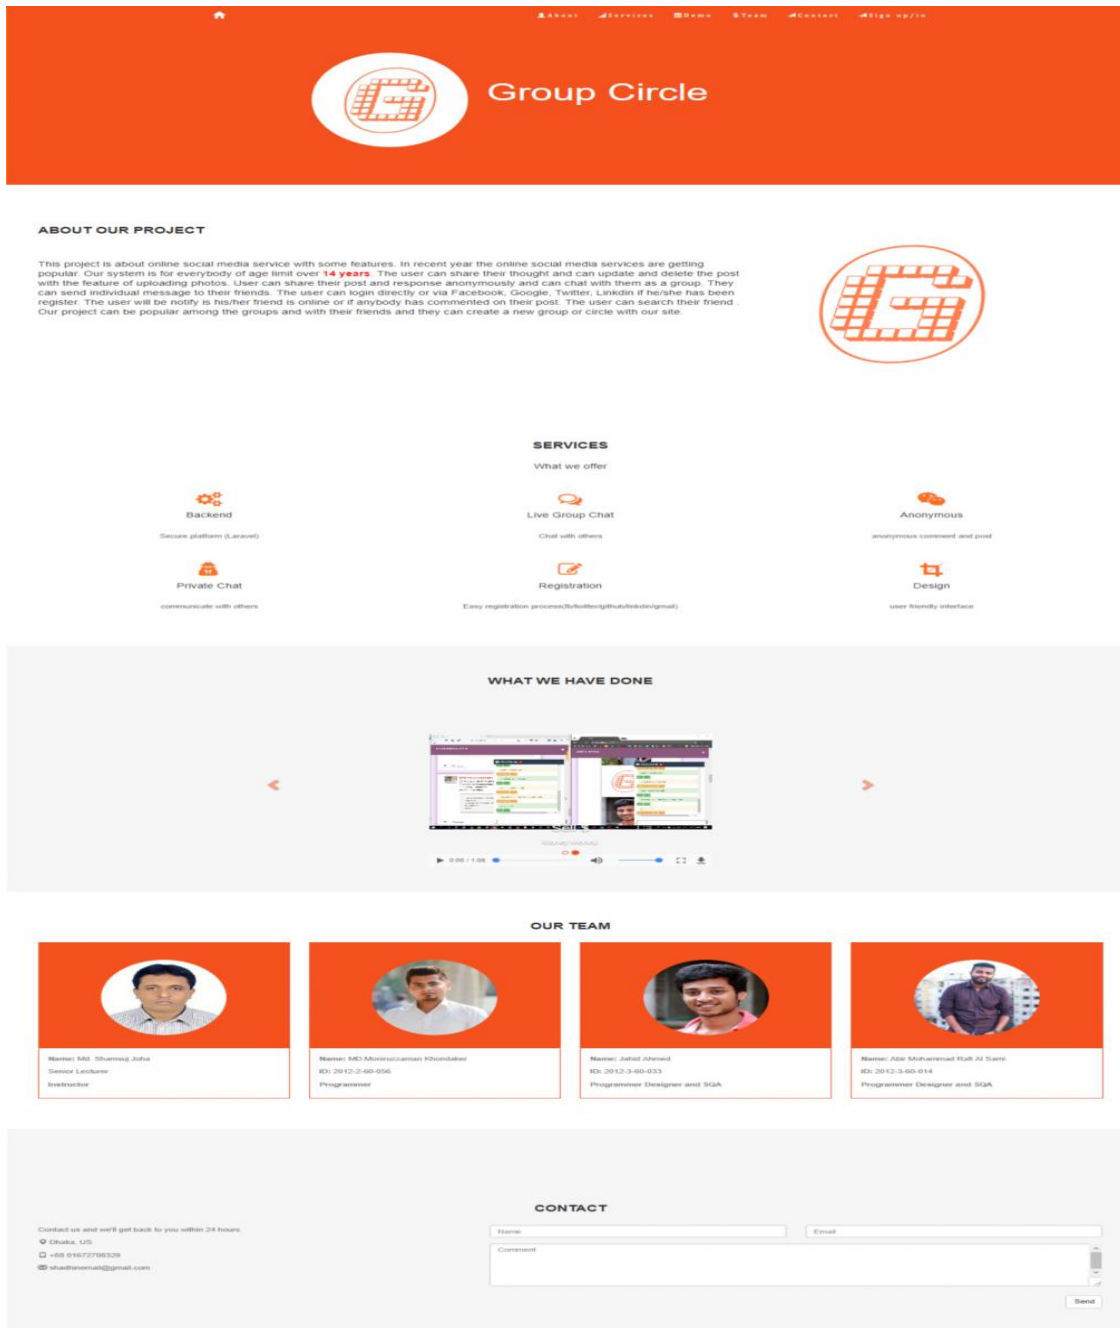 About Services Demo Team Contact Sign up/in
Group Circle
ABOUT OUR PROJECT
This project is about online social media service with some features. In recent year the online social media services are getting
popular. Our system is for everybody of age limit over 14 years. The user can share their thought and can update and delete the post
with the feature of uploading photos. User can share their post and response anonymously and can chat with them as a group. They
can send individual message to their friends. The user can login directly or via Facebook, Google, Twitter, Linkdin if he/she has been
register. The user will be notify is his/her friend is online or if anybody has commented on their post. The user can search their friend .
Our project can be popular among the groups and with their friends and they can create a new group or circle with our site.
SERVICES
What we offer
Backend Live Group Chat Anonymous
Secure platform (Laravel) Chat with others anonymous comment and post
Private Chat Registration Design
communicate with others Easy registration process(fb/twitter/github/linkdin/gmail) user friendly interface
WHAT WE HAVE DONE
0:00 / 1:08
OUR TEAM
Name: Md. Shamsuj Joha
Senior Lecturer
Instructor
Name: MD.Moniruzzaman Khondaker
ID: 2012-2-60-056
Programmer
Name: Jahid Ahmed
ID: 2012-3-60-033
Programmer Designer and SQA
Name: Abir Mohammad Rafi Al Sami
ID: 2012-3-60-014
Programmer Designer and SQA
CONTACT
Contact us and we'll get back to you within 24 hours.
Dhaka, US
+88 01672708329
shadhinemail@gmail.com
Name Email
Comment
Send